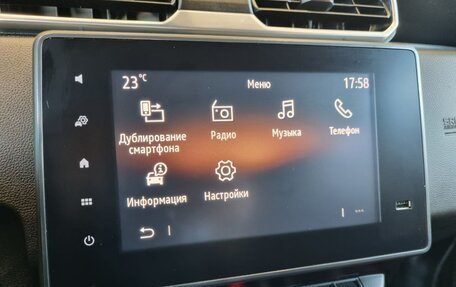 23°C
Меню
17:58
Дублирование
смартфона
Радио
Музыка
Телефон
Информация
Настройки